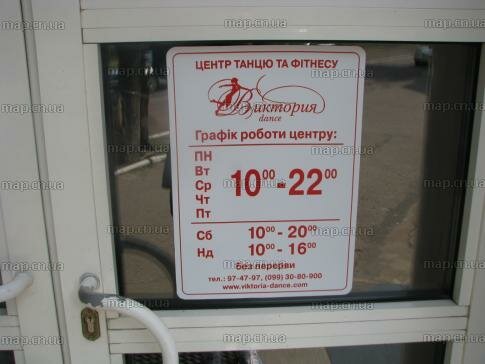 ЦЕНТР ТАНЦЮ ТА ФІТНЕСУ
Виктория
dance
Графік роботи центру:
ПН
Вт
Ср
Чт
Пт
10⁰⁰ - 22⁰⁰
Сб 10⁰⁰ - 20⁰⁰
Нд 10⁰⁰ - 16⁰⁰
без перерви
тел.: 97-47-97, (099) 30-80-900
www.viktoria-dance.com
map.cn.ua